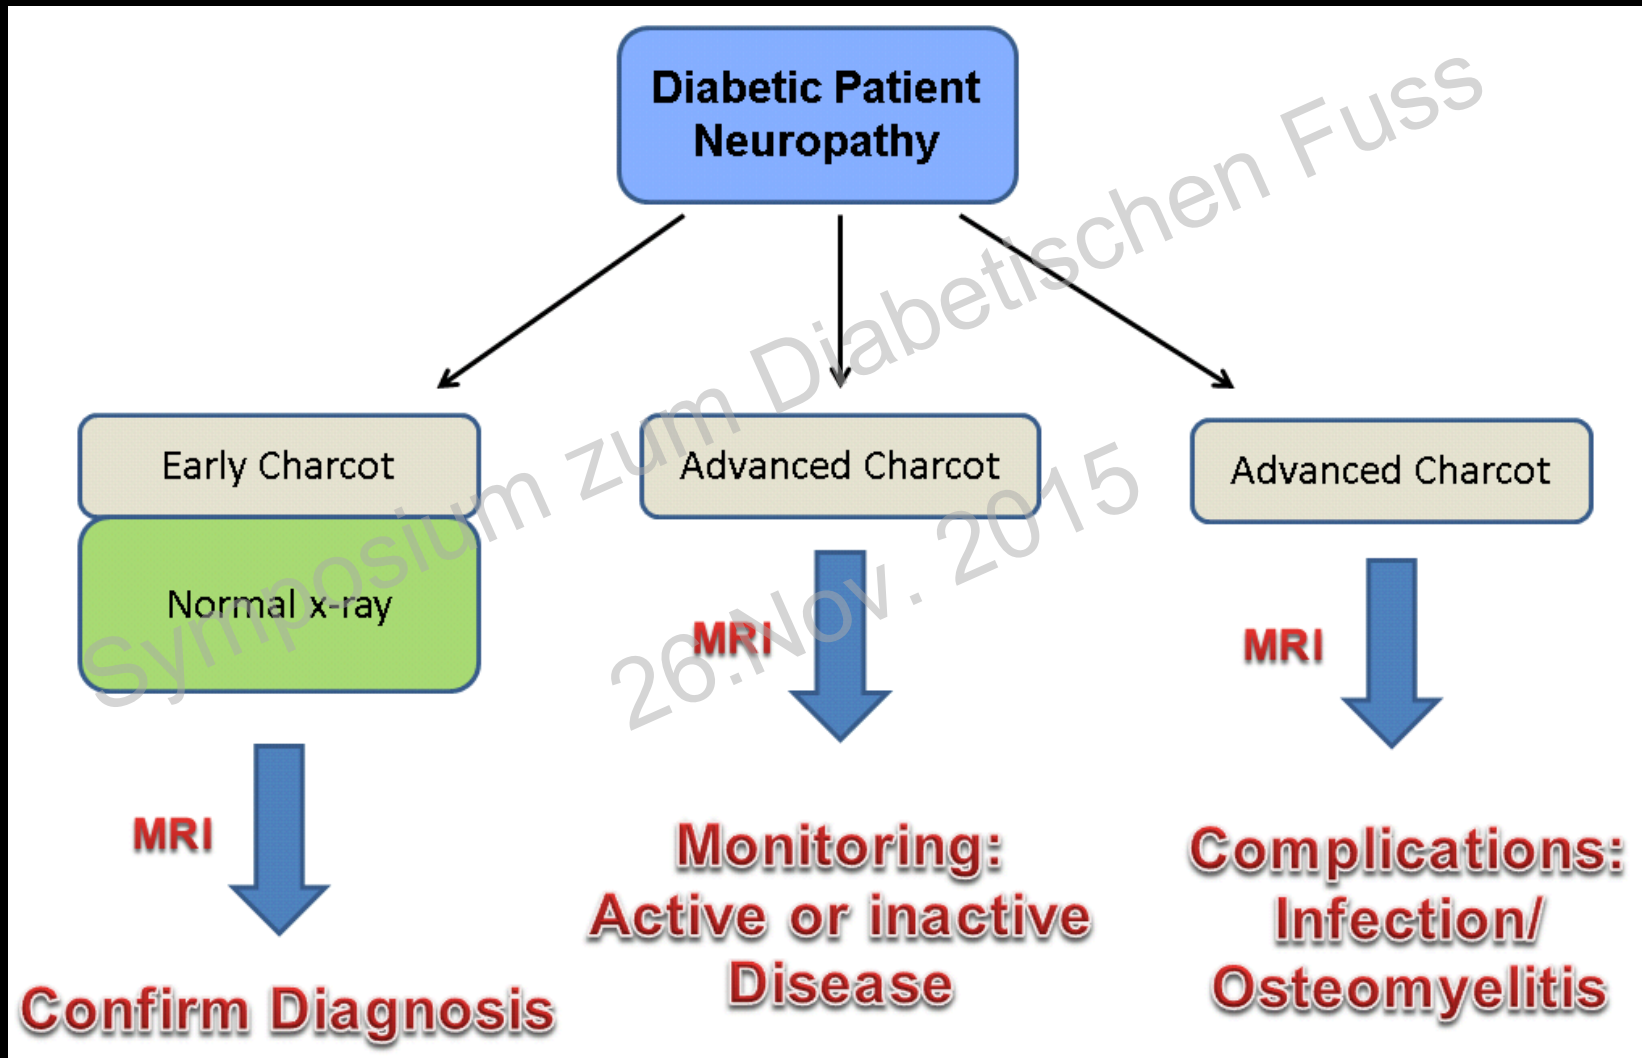 Diabetic Patient
Neuropathy
Early Charcot
Normal x-ray
MRI
Confirm Diagnosis
Advanced Charcot
MRI
Monitoring:
Active or inactive
Disease
Advanced Charcot
MRI
Complications:
Infection/
Osteomyelitis
Symposium zum Diabetischen Fuss
26.Nov. 2015